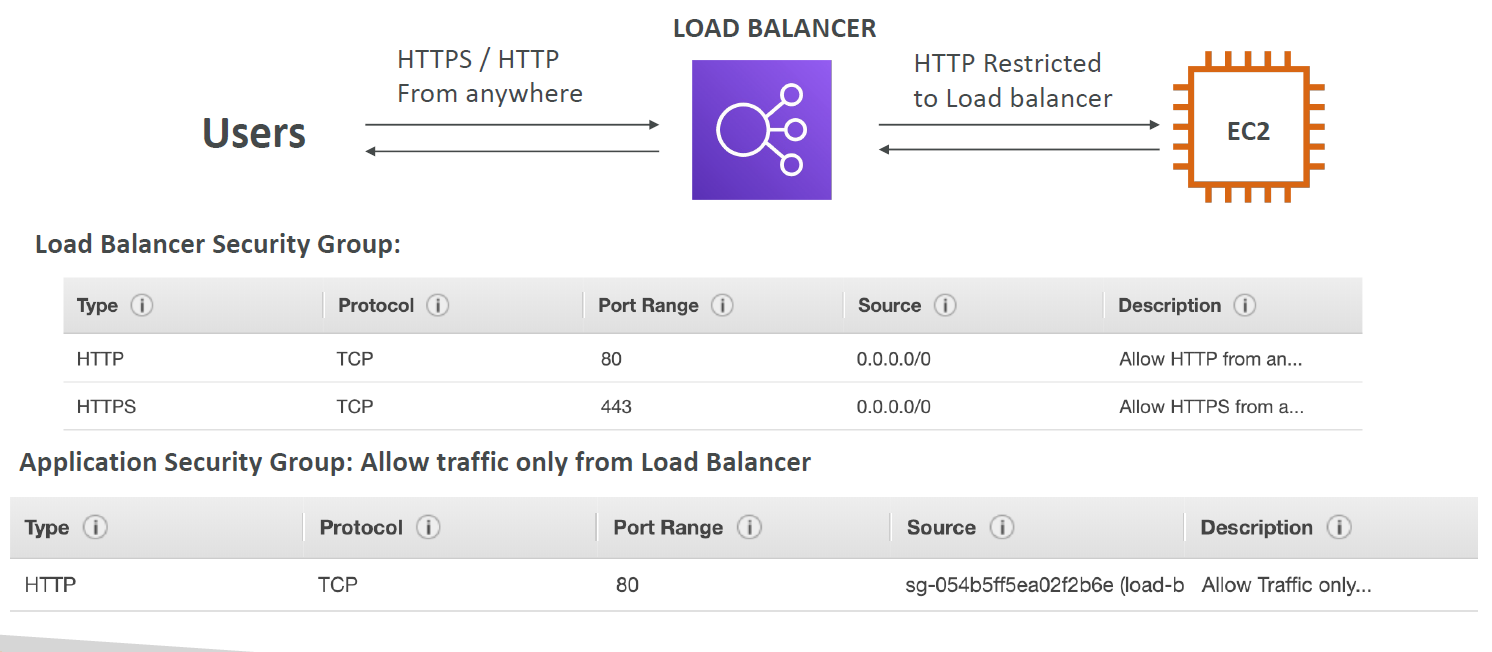 LOAD BALANCER
HTTPS / HTTP
From anywhere
HTTP Restricted
to Load balancer
Users
EC2
Load Balancer Security Group:
Type i Protocol i Port Range i Source i Description i
HTTP TCP 80 0.0.0.0/0 Allow HTTP from an...
HTTPS TCP 443 0.0.0.0/0 Allow HTTPS from a...
Application Security Group: Allow traffic only from Load Balancer
Type i Protocol i Port Range i Source i Description i
HTTP TCP 80 sg-054b5ff5ea02f2b6e (load-b Allow Traffic only...